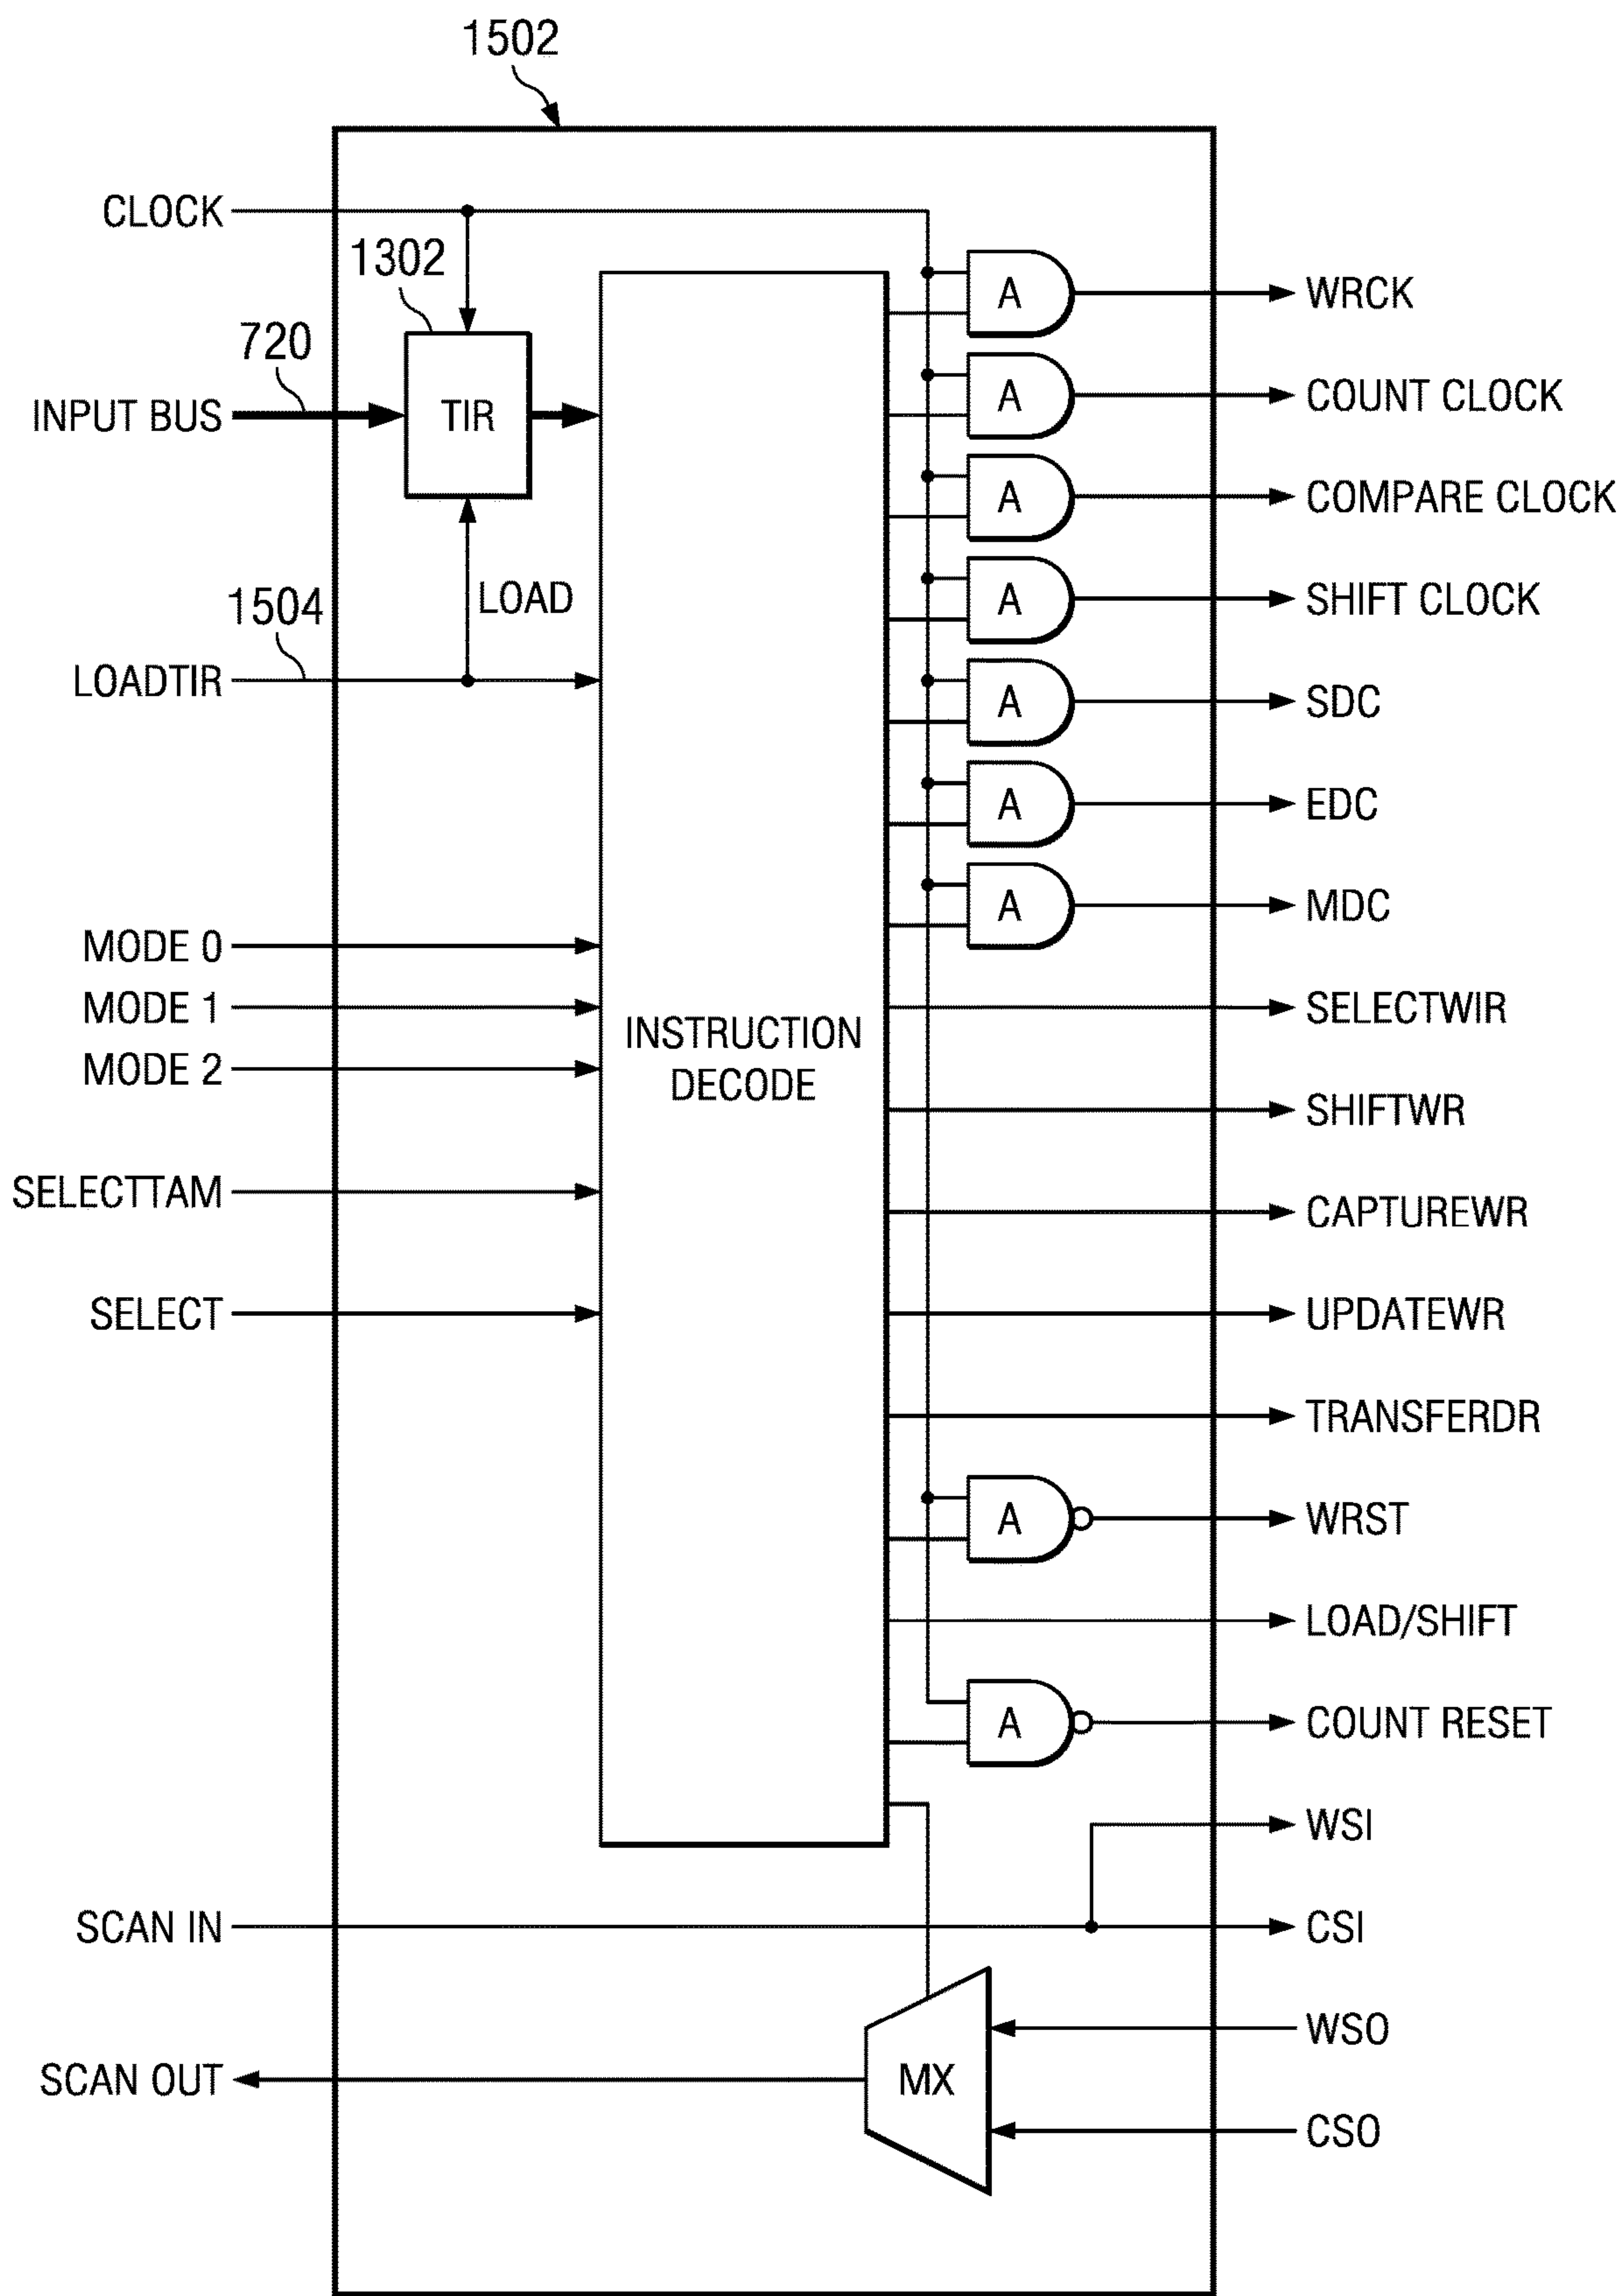 1502
CLOCK
1302
A
WRCK
720
INPUT BUS
TIR
A
COUNT CLOCK
A
COMPARE CLOCK
1504
LOAD
A
SHIFT CLOCK
LOADTIR
A
SDC
A
EDC
A
MDC
MODE 0
MODE 1
MODE 2
INSTRUCTION
DECODE
SELECTWIR
SHIFTWR
SELECTTAM
CAPTUREWR
SELECT
UPDATEWR
TRANSFERDR
A
WRST
LOAD/SHIFT
A
COUNT RESET
WSI
SCAN IN
CSI
WSO
SCAN OUT
MX
CSO